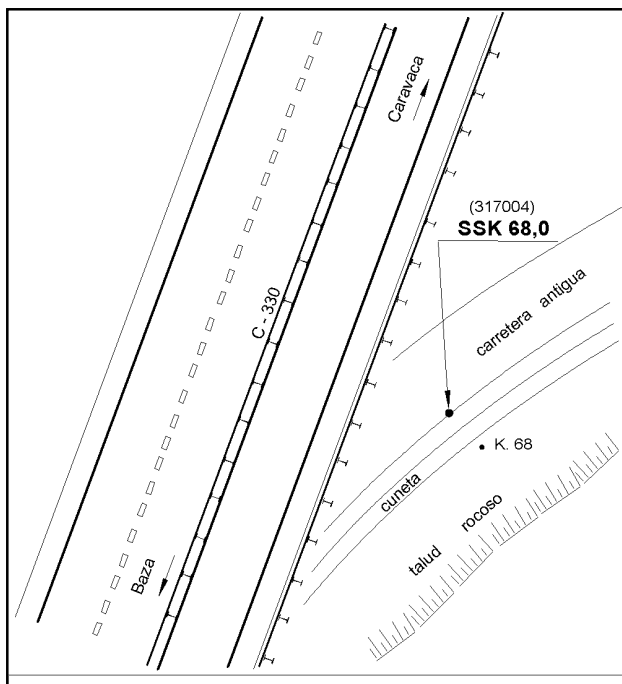 Caravaca
(317004)
SSK 68,0
C - 330
carretera antigua
K. 68
cuneta
talud rocoso
Baza